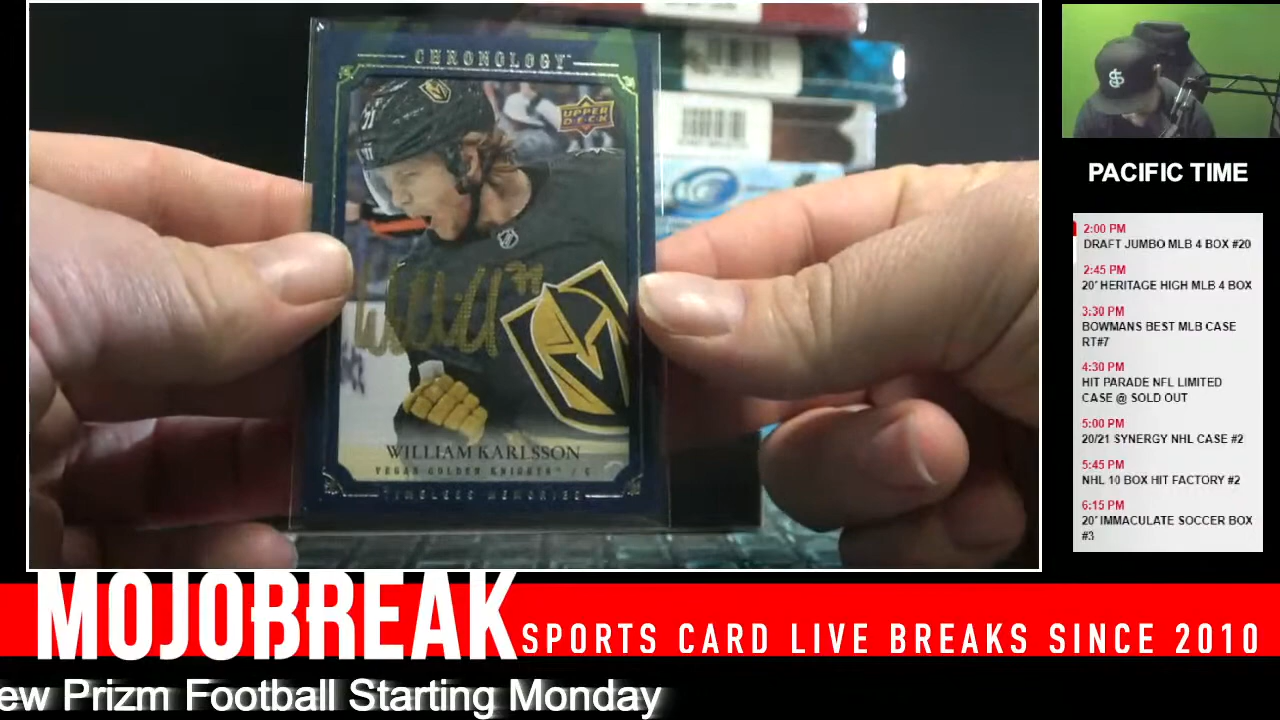 CHRONOLOGY
UPPER
DECK
71
WILLIAM KARLSSON
VEGAS GOLDEN KNIGHTS / C
TIMELESS MEMORIES
PACIFIC TIME
2:00 PM
DRAFT JUMBO MLB 4 BOX #20
2:45 PM
20' HERITAGE HIGH MLB 4 BOX
3:30 PM
BOWMANS BEST MLB CASE
RT#7
4:30 PM
HIT PARADE NFL LIMITED
CASE @ SOLD OUT
5:00 PM
20/21 SYNERGY NHL CASE #2
5:45 PM
NHL 10 BOX HIT FACTORY #2
6:15 PM
20' IMMACULATE SOCCER BOX
#3
MOJOBREAK
SPORTS CARD LIVE BREAKS SINCE 2010
ew Prizm Football Starting Monday